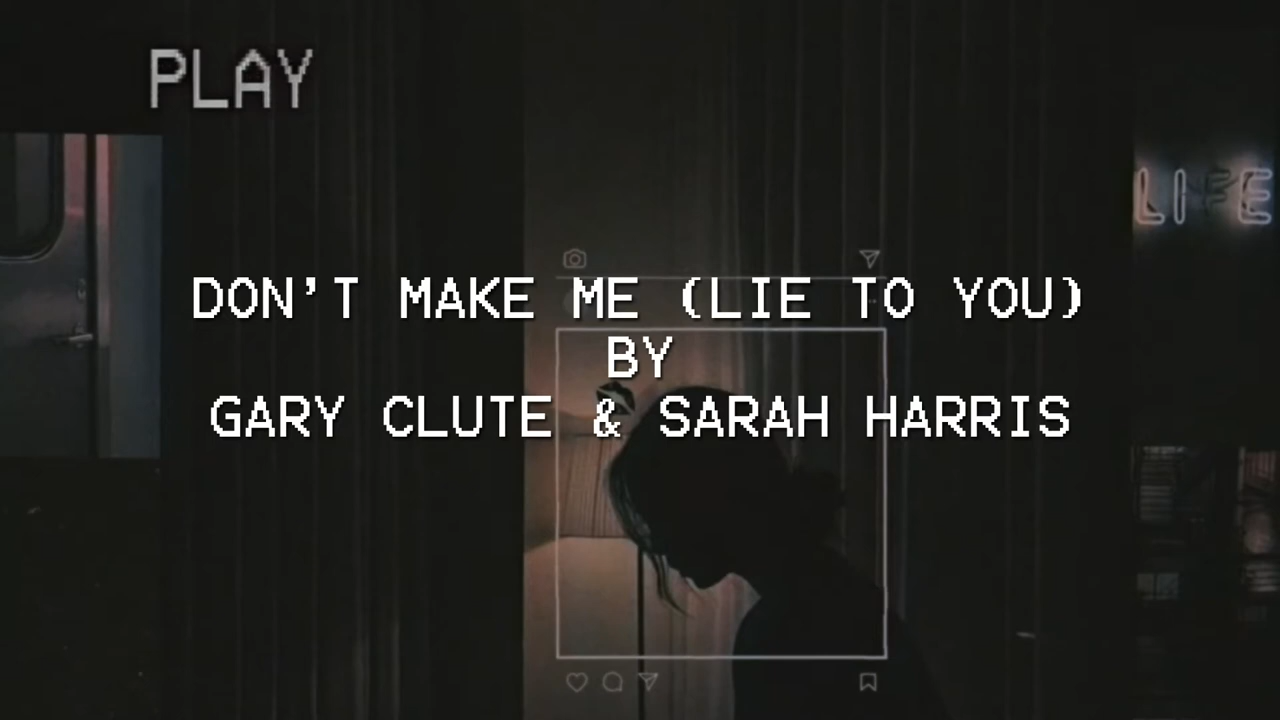 PLAY
LIFE
DON'T MAKE ME (LIE TO YOU)
BY
GARY CLUTE & SARAH HARRIS